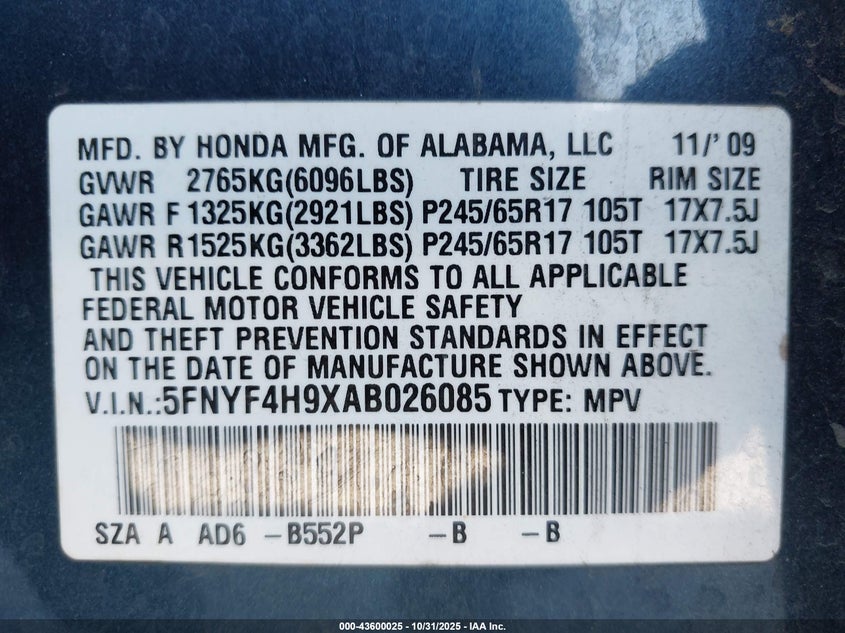 MFD. BY HONDA MFG. OF ALABAMA, LLC 11/' 09
GVWR 2765KG(6096LBS) TIRE SIZE RIM SIZE
GAWR F 1325KG(2921LBS) P245/65R17 105T 17X7.5J
GAWR R1525KG(3362LBS) P245/65R17 105T 17X7.5J
THIS VEHICLE CONFORMS TO ALL APPLICABLE
FEDERAL MOTOR VEHICLE SAFETY
AND THEFT PREVENTION STANDARDS IN EFFECT
ON THE DATE OF MANUFACTURE SHOWN ABOVE.
V.I.N.:5FNYF4H9XAB026085 TYPE: MPV
SZA A AD6 -B552P -B -B
000-43600025 - 10/31/2025 - IAA Inc.